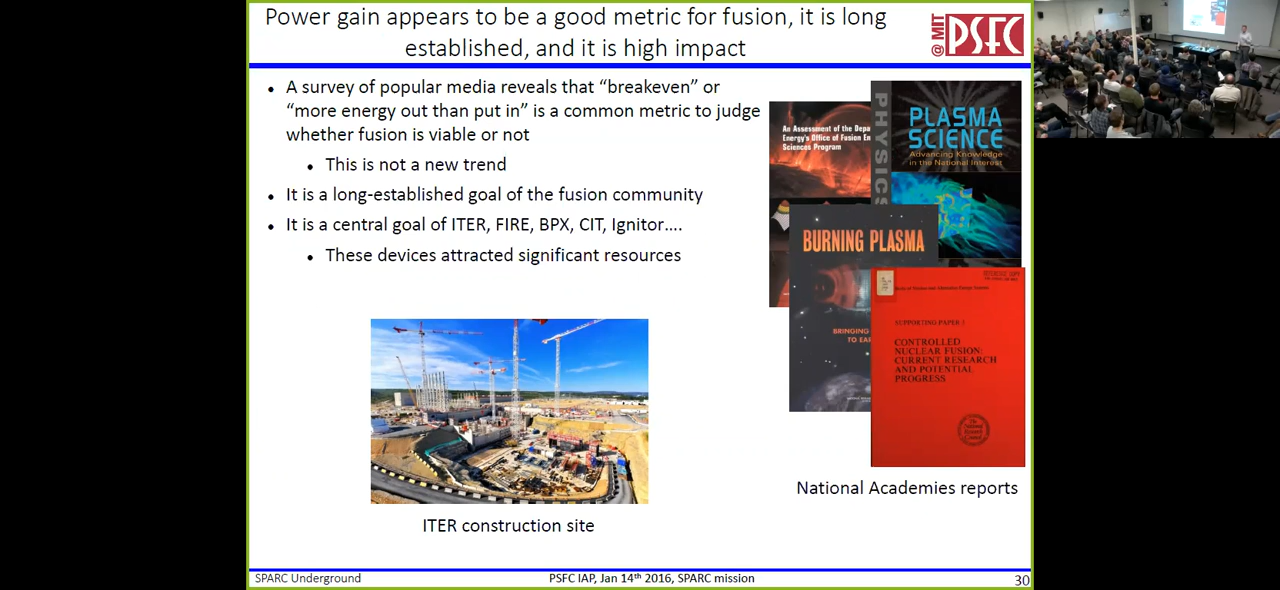 Power gain appears to be a good metric for fusion, it is long
established, and it is high impact
@ MIT
PSFC
• A survey of popular media reveals that “breakeven” or
“more energy out than put in” is a common metric to judge
whether fusion is viable or not
• This is not a new trend
• It is a long-established goal of the fusion community
• It is a central goal of ITER, FIRE, BPX, CIT, Ignitor….
• These devices attracted significant resources
An Assessment of the Depa
Energy's Office of Fusion En
Sciences Program
PHYSICS
PLASMA
SCIENCE
Advancing Knowledge
in the National Interest
BURNING PLASMA
BRINGING
TO EA
SUPPORTING PAPER 3
CONTROLLED
NUCLEAR FUSION:
CURRENT RESEARCH
AND POTENTIAL
PROGRESS
National Academies reports
ITER construction site
SPARC Underground
PSFC IAP, Jan 14th 2016, SPARC mission
30